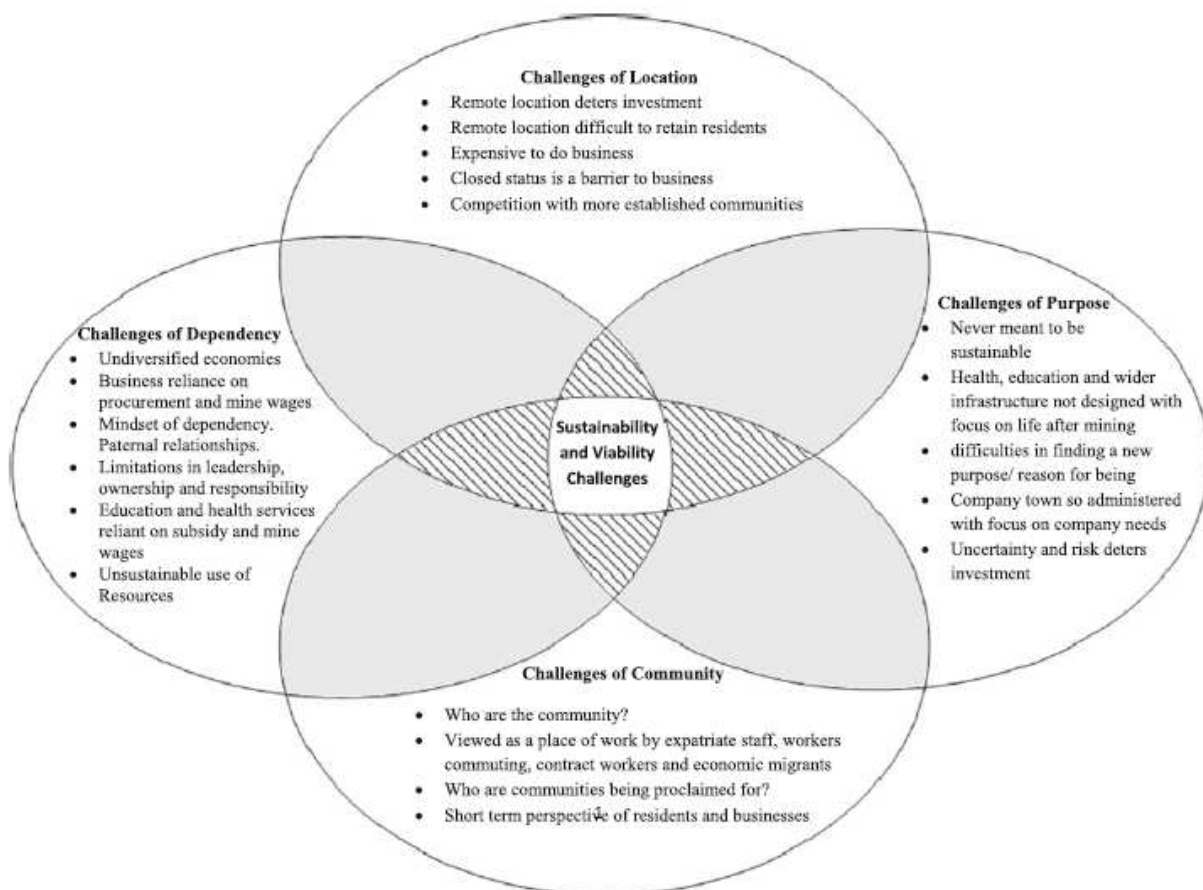 Challenges of Location
• Remote location deters investment
• Remote location difficult to retain residents
• Expensive to do business
• Closed status is a barrier to business
• Competition with more established communities
Challenges of Dependency
• Undiversified economies
• Business reliance on
procurement and mine wages
• Mindset of dependency.
Paternal relationships.
• Limitations in leadership,
ownership and responsibility
• Education and health services
reliant on subsidy and mine
wages
• Unsustainable use of
Resources
Sustainability
and Viability
Challenges
Challenges of Purpose
• Never meant to be
sustainable
• Health, education and wider
infrastructure not designed with
focus on life after mining
• difficulties in finding a new
purpose/ reason for being
• Company town so administered
with focus on company needs
• Uncertainty and risk deters
investment
Challenges of Community
• Who are the community?
• Viewed as a place of work by expatriate staff, workers
commuting, contract workers and economic migrants
• Who are communities being proclaimed for?
• Short term perspective of residents and businesses